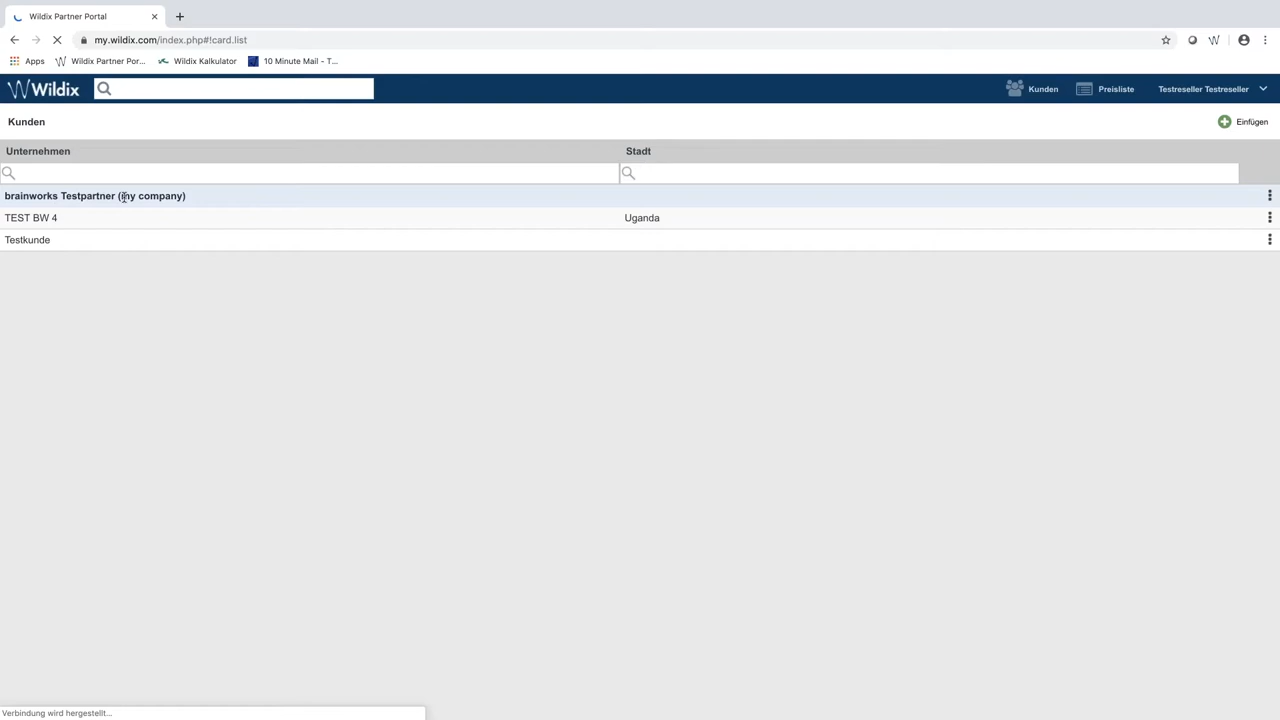 Wildix Partner Portal
my.wildix.com/index.php#!card.list
Apps Wildix Partner Por... Wildix Kalkulator 10 Minute Mail - T...
Wildix Kunden Preisliste Testreseller Testreseller
Kunden Einfügen
Unternehmen Stadt
brainworks Testpartner (my company)
TEST BW 4 Uganda
Testkunde
Verbindung wird hergestellt...